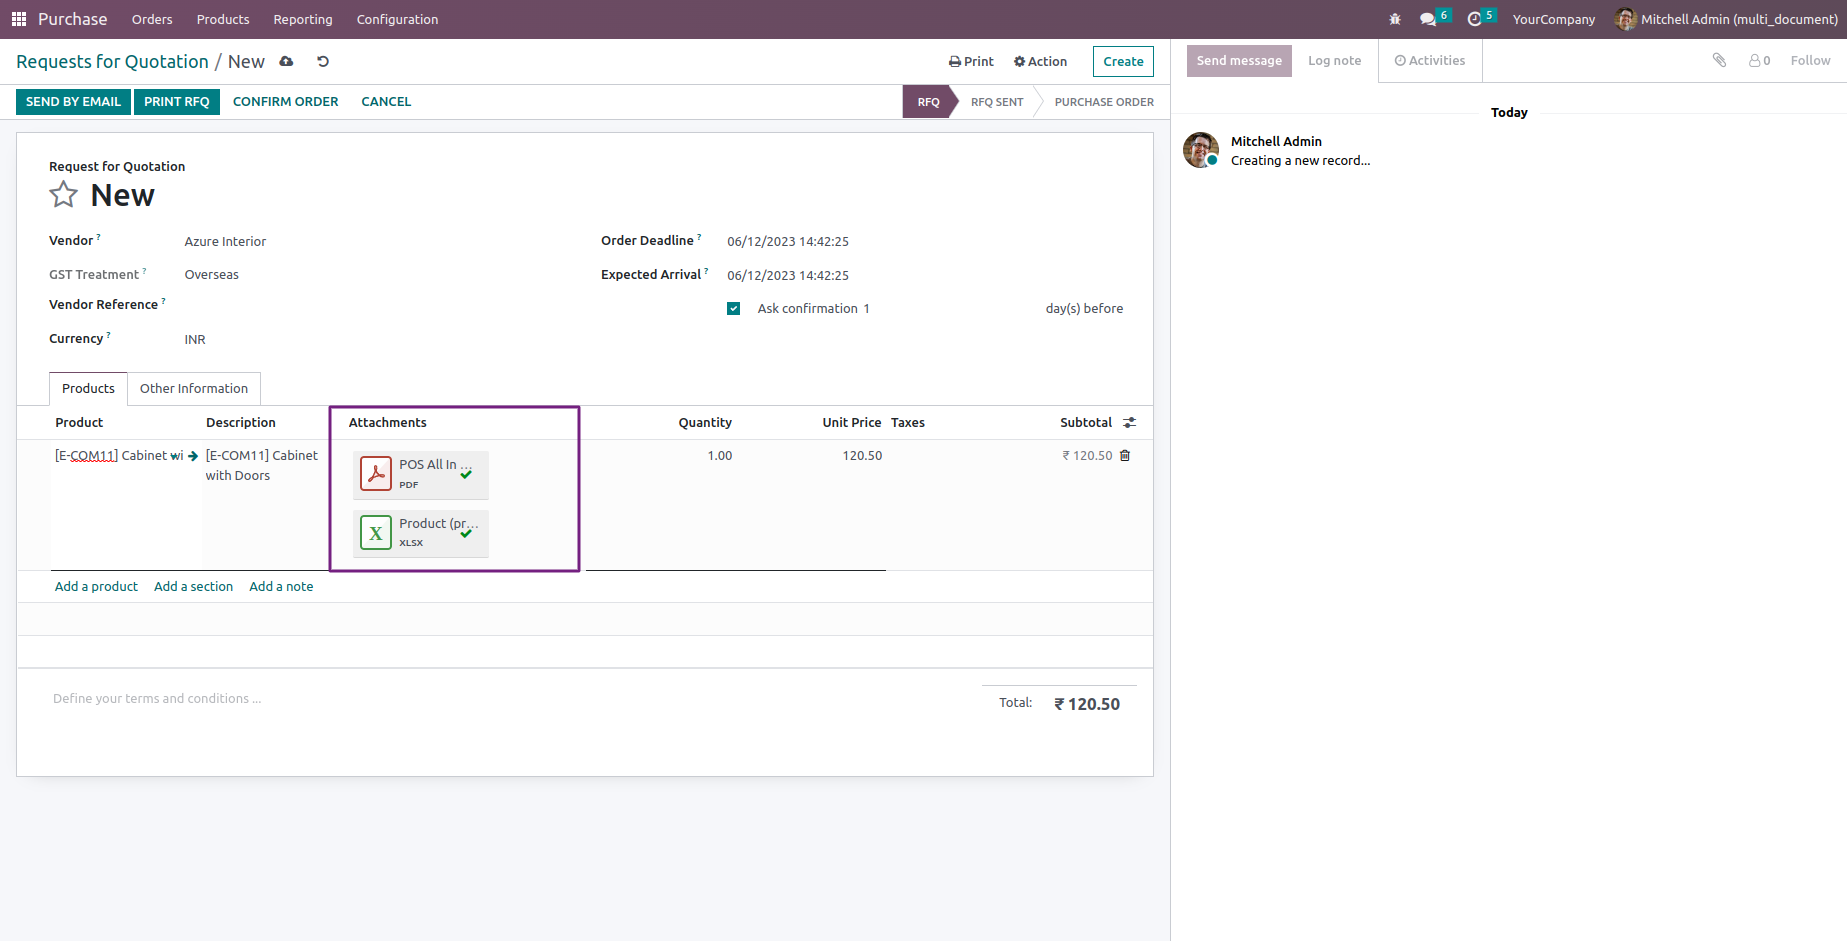 Purchase Orders Products Reporting Configuration 6 5 YourCompany Mitchell Admin (multi_document)
Requests for Quotation / New Print Action Create
SEND BY EMAIL PRINT RFQ CONFIRM ORDER CANCEL RFQ RFQ SENT PURCHASE ORDER
Request for Quotation
New
Vendor ? Azure Interior
GST Treatment ? Overseas
Vendor Reference ?
Currency ? INR
Order Deadline ? 06/12/2023 14:42:25
Expected Arrival ? 06/12/2023 14:42:25
Ask confirmation 1 day(s) before
Products Other Information
Product Description Attachments Quantity Unit Price Taxes Subtotal
[E-COM11] Cabinet wi [E-COM11] Cabinet
with Doors
POS All In ...
PDF
X Product (pr...
XLSX
1.00 120.50 ₹ 120.50
Add a product Add a section Add a note
Define your terms and conditions ...
Total: ₹ 120.50
Send message Log note Activities 0 Follow
Today
Mitchell Admin
Creating a new record...